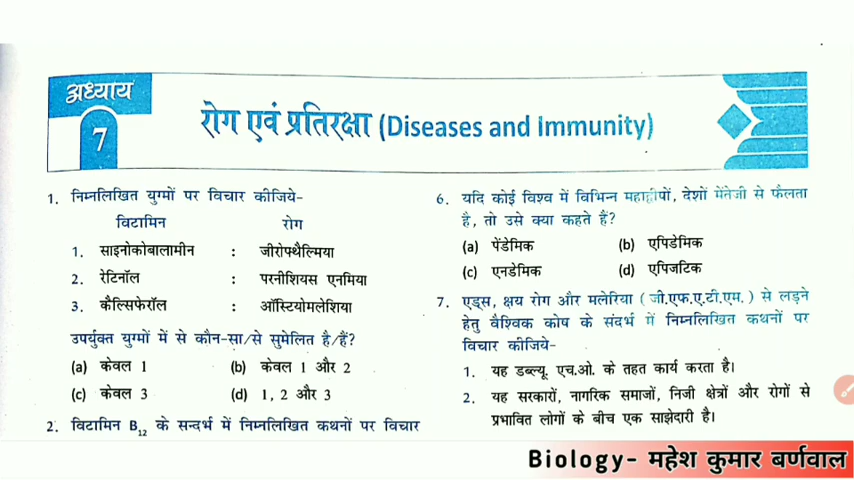 अध्याय
7
रोग एवं प्रतिरक्षा (Diseases and Immunity)
1. निम्नलिखित युग्मों पर विचार कीजिये-
विटामिन रोग
1. साइनोकोबालामीन : जीरोफ्थैल्मिया
2. रेटिनॉल : परनीशियस एनमिया
3. कैल्सिफेरॉल : ऑस्टियोमलेशिया
उपर्युक्त युग्मों में से कौन-सा/से सुमेलित है/हैं?
(a) केवल 1 (b) केवल 1 और 2
(c) केवल 3 (d) 1, 2 और 3
2. विटामिन B12 के सन्दर्भ में निम्नलिखित कथनों पर विचार
6. यदि कोई विश्व में विभिन्न महाद्वीपों, देशों मेंतेजी से फैलता
है, तो उसे क्या कहते हैं?
(a) पेंडेमिक (b) एपिडेमिक
(c) एनडेमिक (d) एपिजटिक
7. एड्स, क्षय रोग और मलेरिया (जी.एफ.ए.टी.एम.) से लड़ने
हेतु वैश्विक कोष के संदर्भ में निम्नलिखित कथनों पर
विचार कीजिये-
1. यह डब्ल्यू. एच.ओ. के तहत कार्य करता है।
2. यह सरकारों, नागरिक समाजों, निजी क्षेत्रों और रोगों से
प्रभावित लोगों के बीच एक साझेदारी है।
Biology- महेश कुमार बर्णवाल